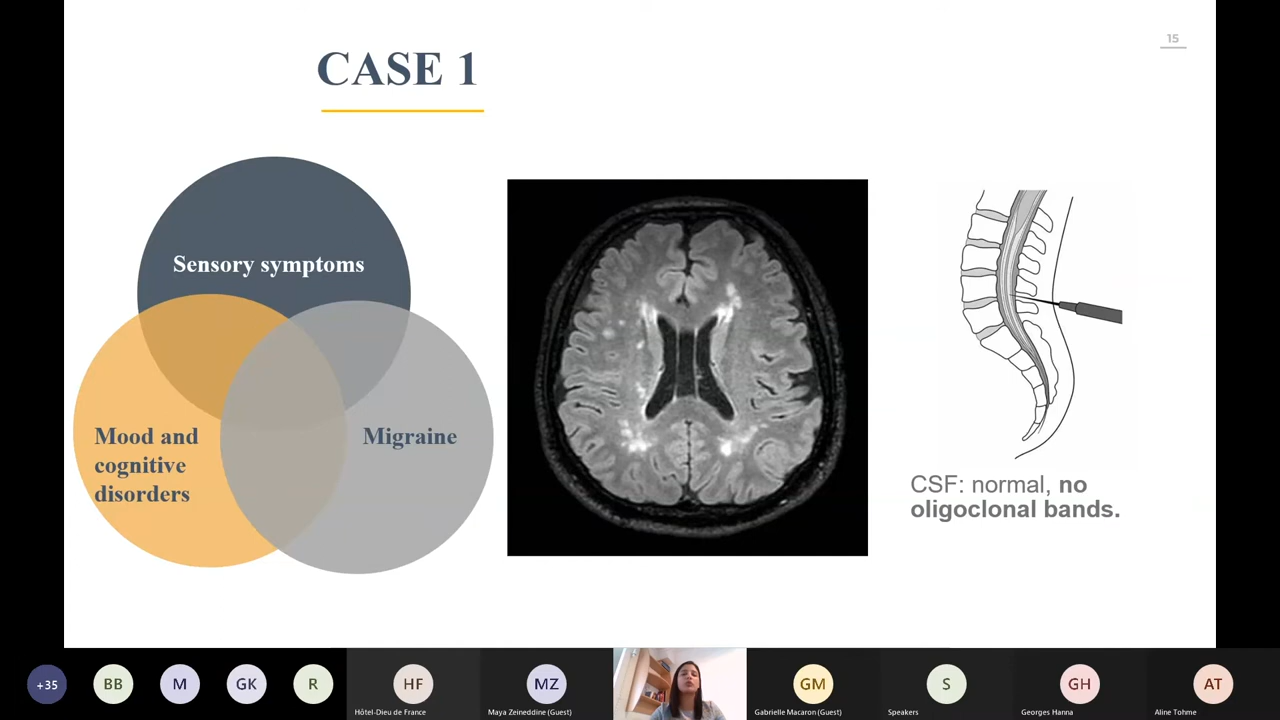 15
CASE 1
Sensory symptoms
Mood and
cognitive
disorders
Migraine
CSF: normal, no
oligoclonal bands.
+35
BB
M
GK
R
HF
Hôtel-Dieu de France
MZ
Maya Zeineddine (Guest)
GM
Gabrielle Macaron (Guest)
S
Speakers
GH
Georges Hanna
AT
Aline Tohme